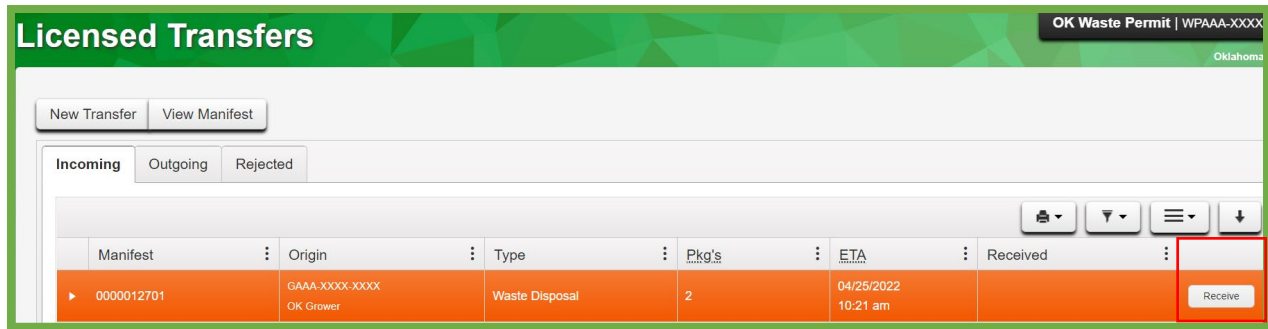 Licensed Transfers
OK Waste Permit | WPAAA-XXXX
Oklahoma
New Transfer View Manifest
Incoming Outgoing Rejected
Manifest Origin Type Pkg's ETA Received
0000012701 GAAA-XXXX-XXXX OK Grower Waste Disposal 2 04/25/2022 10:21 am Receive